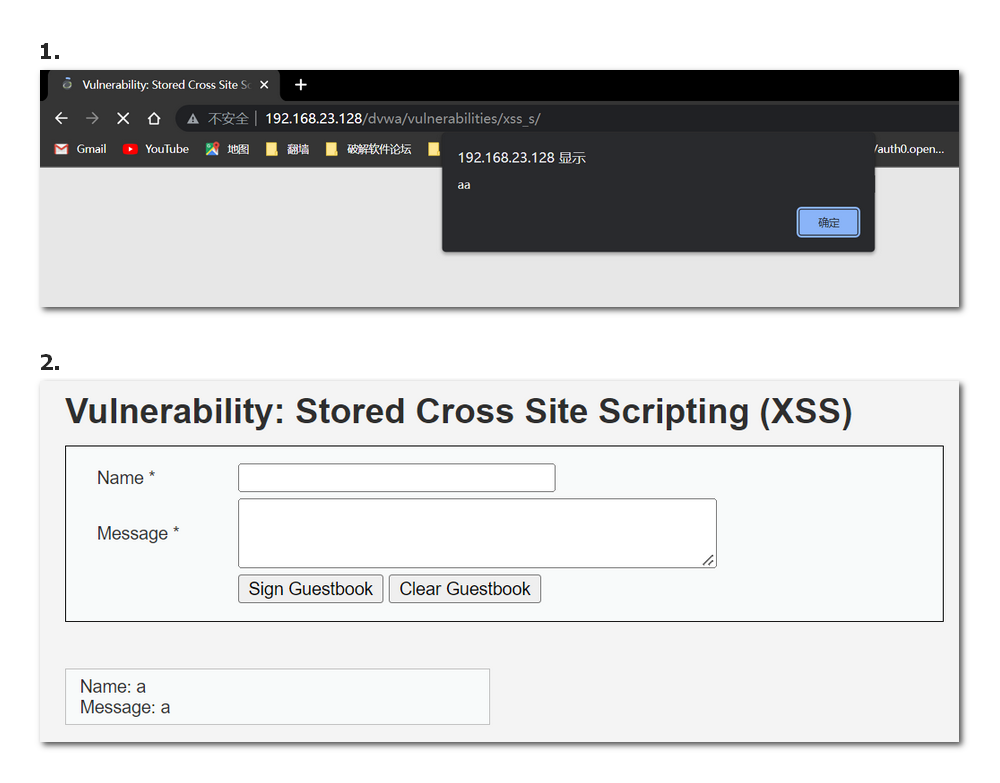 1.
Vulnerability: Stored Cross Site Sc
不安全 192.168.23.128/dvwa/vulnerabilities/xss_s/
Gmail YouTube 地图 翻墙 破解软件论坛 /auth0.open...
192.168.23.128 显示
aa
确定
2.
Vulnerability: Stored Cross Site Scripting (XSS)
Name *
Message *
Sign Guestbook Clear Guestbook
Name: a
Message: a